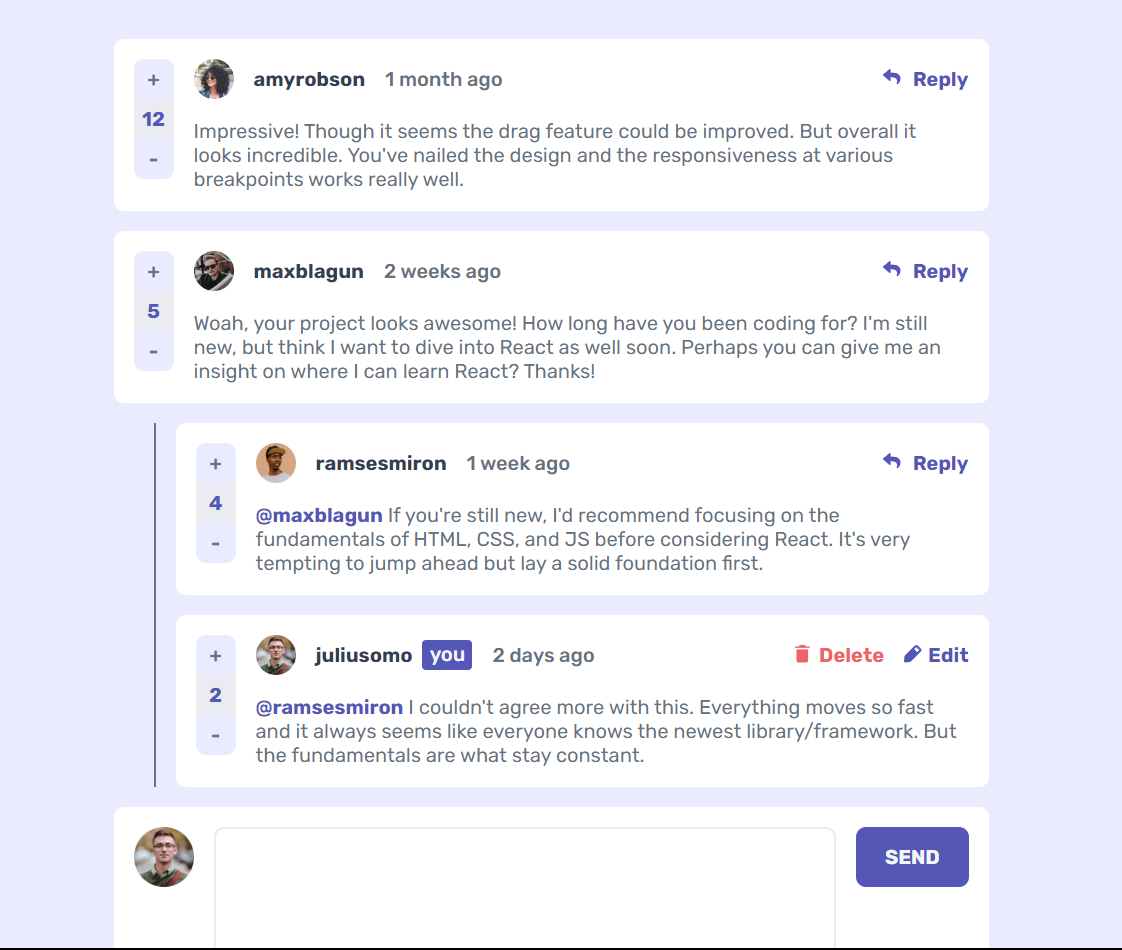 +
amyrobson 1 month ago Reply
12
-
Impressive! Though it seems the drag feature could be improved. But overall it
looks incredible. You've nailed the design and the responsiveness at various
breakpoints works really well.
+
maxblagun 2 weeks ago Reply
5
-
Woah, your project looks awesome! How long have you been coding for? I'm still
new, but think I want to dive into React as well soon. Perhaps you can give me an
insight on where I can learn React? Thanks!
+
ramsesmiron 1 week ago Reply
4
-
@maxblagun If you're still new, I'd recommend focusing on the
fundamentals of HTML, CSS, and JS before considering React. It's very
tempting to jump ahead but lay a solid foundation first.
+
juliusomo you 2 days ago Delete Edit
2
-
@ramsesmiron I couldn't agree more with this. Everything moves so fast
and it always seems like everyone knows the newest library/framework. But
the fundamentals are what stay constant.
SEND